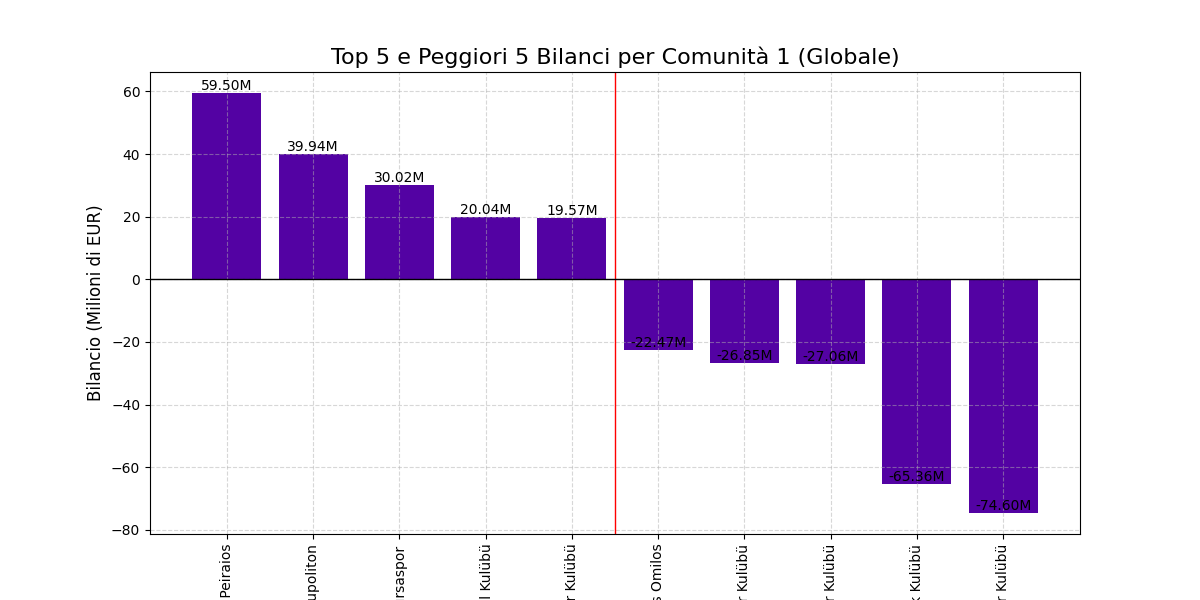 Top 5 e Peggiori 5 Bilanci per Comunità 1 (Globale)
Bilancio (Milioni di EUR)
60
40
20
0
−20
−40
−60
−80
59.50M
39.94M
30.02M
20.04M
19.57M
-22.47M
-26.85M
-27.06M
-65.36M
-74.60M
Peiraios
upoliton
rsaspor
l Kulübü
r Kulübü
s Omilos
r Kulübü
r Kulübü
k Kulübü
r Kulübü